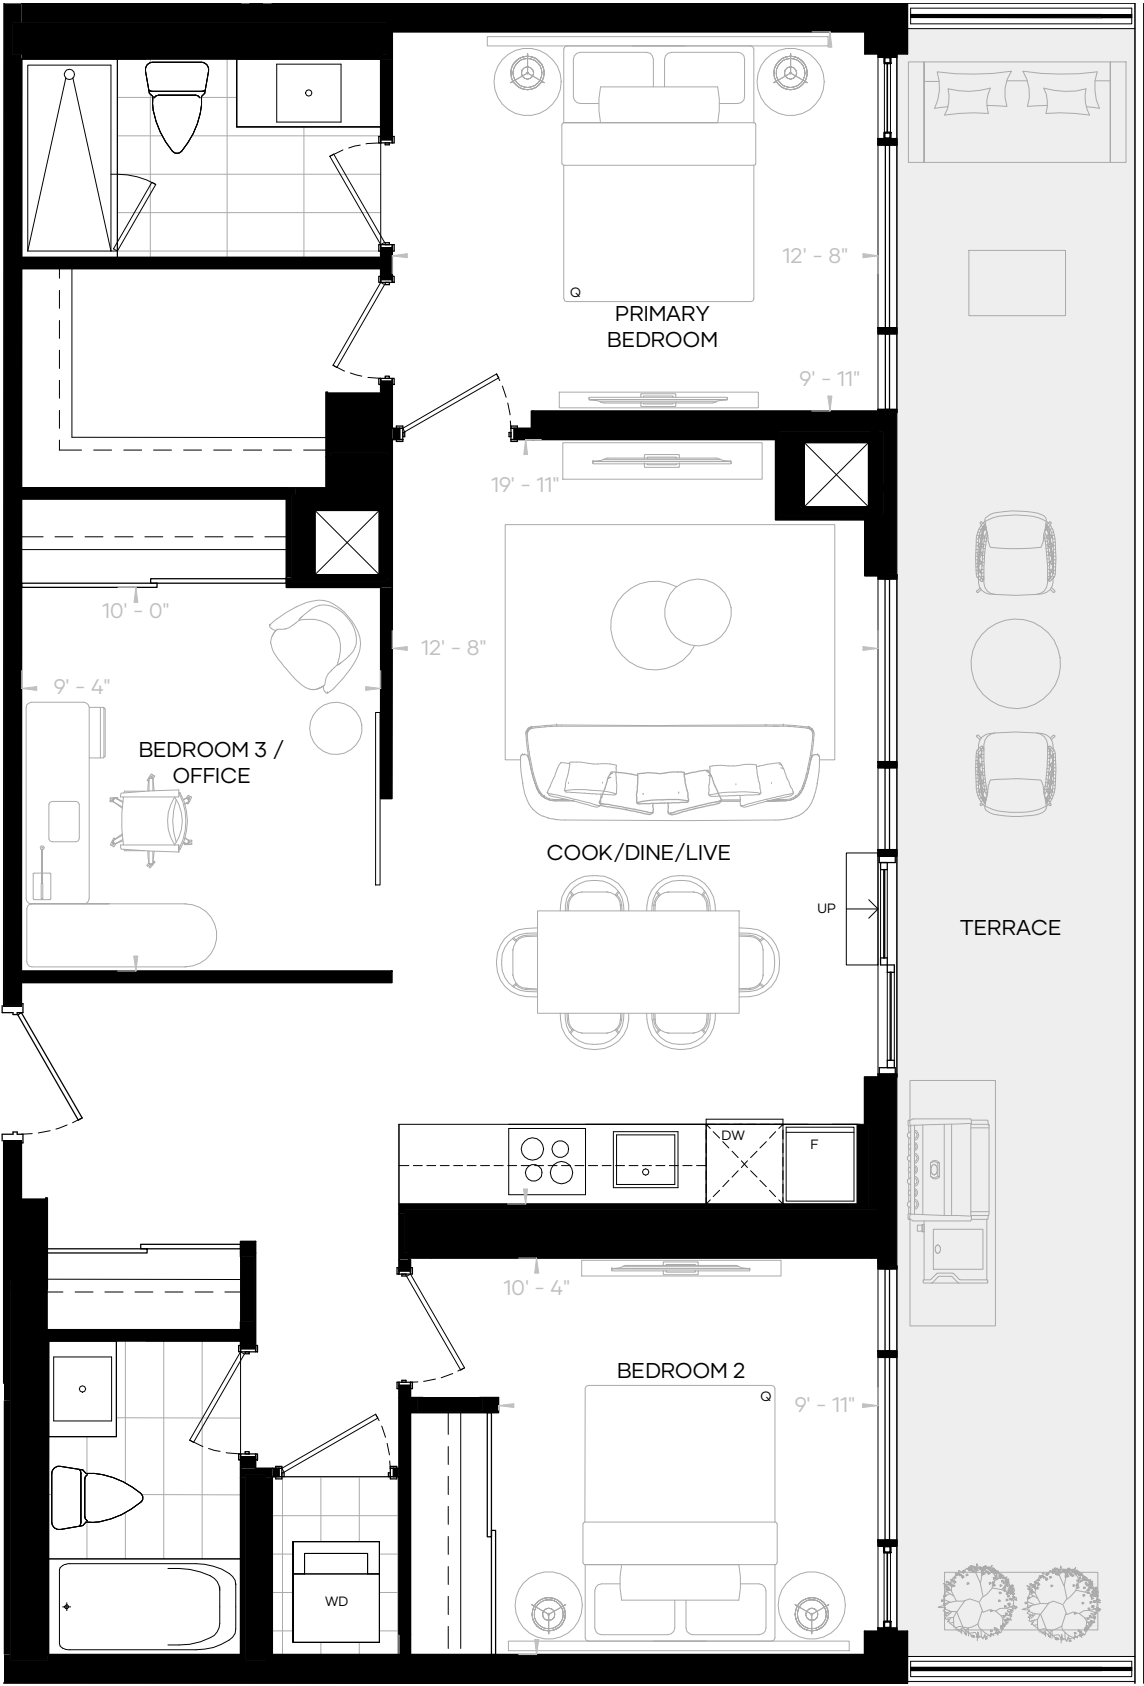 12' - 8"
Q
PRIMARY
BEDROOM
9' - 11"
19' - 11"
10' - 0"
12' - 8"
9' - 4"
BEDROOM 3 /
OFFICE
COOK/DINE/LIVE
UP
TERRACE
DW
F
10' - 4"
BEDROOM 2
Q
9' - 11"
WD